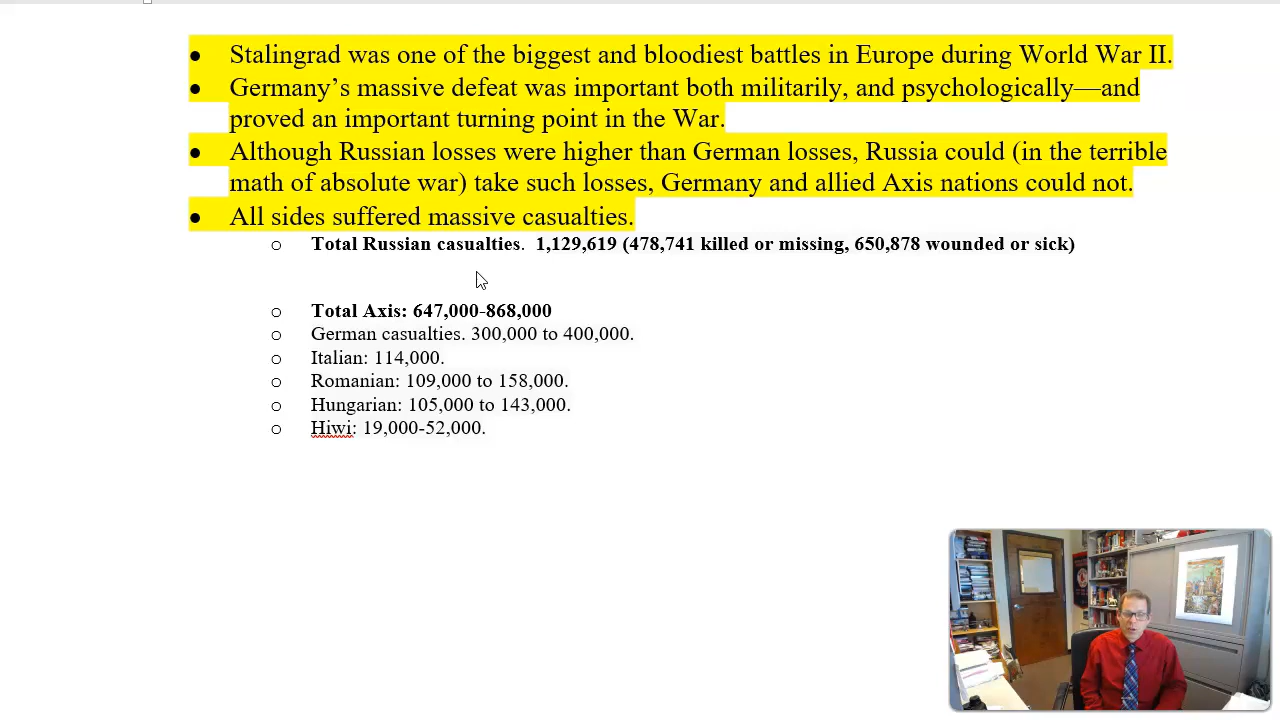 • Stalingrad was one of the biggest and bloodiest battles in Europe during World War II.
• Germany’s massive defeat was important both militarily, and psychologically—and
proved an important turning point in the War.
• Although Russian losses were higher than German losses, Russia could (in the terrible
math of absolute war) take such losses, Germany and allied Axis nations could not.
• All sides suffered massive casualties.
o Total Russian casualties. 1,129,619 (478,741 killed or missing, 650,878 wounded or sick)
o Total Axis: 647,000-868,000
o German casualties. 300,000 to 400,000.
o Italian: 114,000.
o Romanian: 109,000 to 158,000.
o Hungarian: 105,000 to 143,000.
o Hiwi: 19,000-52,000.